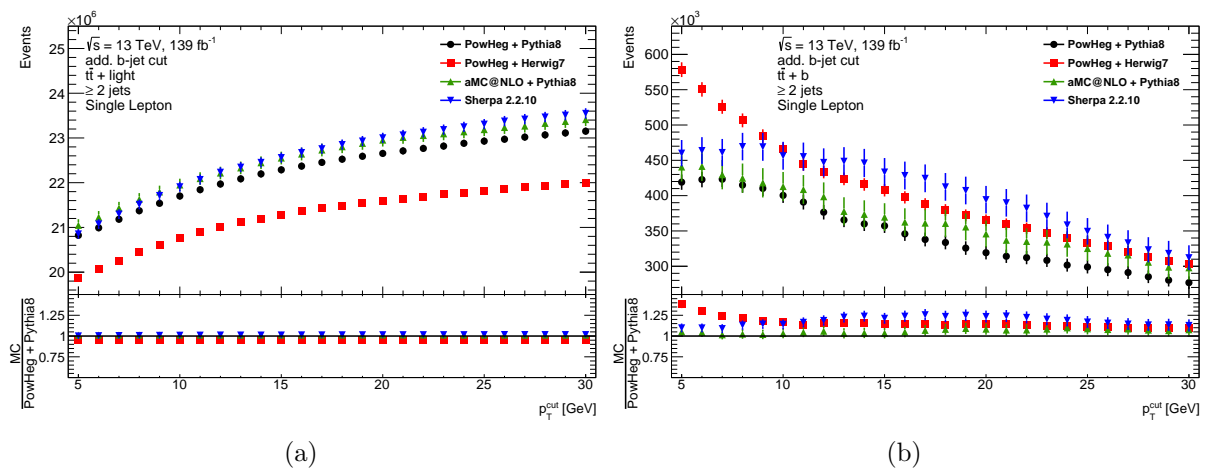 ×10⁶
Events
26
25
24
23
22
21
20
√s = 13 TeV, 139 fb⁻¹
add. b-jet cut
tt̄ + light
≥ 2 jets
Single Lepton
PowHeg + Pythia8
PowHeg + Herwig7
aMC@NLO + Pythia8
Sherpa 2.2.10
MC
PowHeg + Pythia8
1.25
1
0.75
5 10 15 20 25 30
p_T^cut [GeV]
(a)
×10³
Events
600
550
500
450
400
350
300
√s = 13 TeV, 139 fb⁻¹
add. b-jet cut
tt̄ + b
≥ 2 jets
Single Lepton
PowHeg + Pythia8
PowHeg + Herwig7
aMC@NLO + Pythia8
Sherpa 2.2.10
MC
PowHeg + Pythia8
1.25
1
0.75
5 10 15 20 25 30
p_T^cut [GeV]
(b)